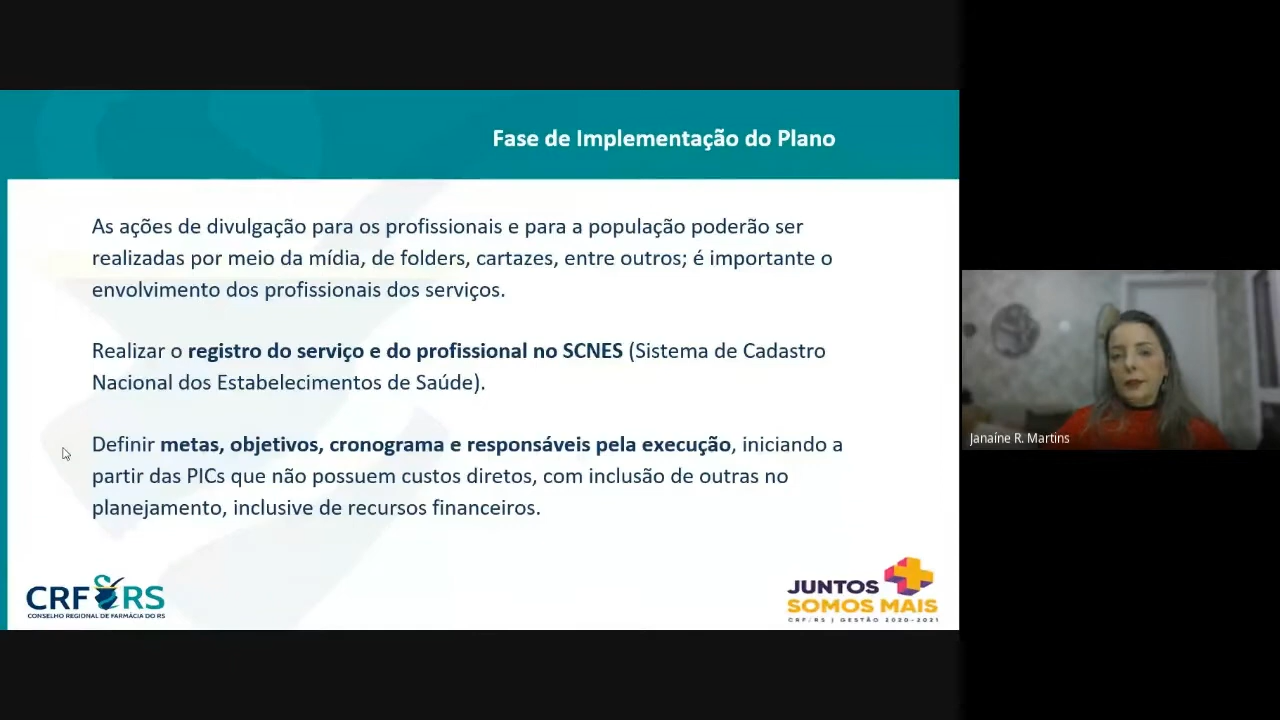 Fase de Implementação do Plano
As ações de divulgação para os profissionais e para a população poderão ser
realizadas por meio da mídia, de folders, cartazes, entre outros; é importante o
envolvimento dos profissionais dos serviços.
Realizar o registro do serviço e do profissional no SCNES (Sistema de Cadastro
Nacional dos Estabelecimentos de Saúde).
Definir metas, objetivos, cronograma e responsáveis pela execução, iniciando a
partir das PICs que não possuem custos diretos, com inclusão de outras no
planejamento, inclusive de recursos financeiros.
CRF RS
CONSELHO REGIONAL DE FARMÁCIA DO RS
JUNTOS
SOMOS MAIS
CRF/RS | GESTÃO 2020-2021
Janaíne R. Martins